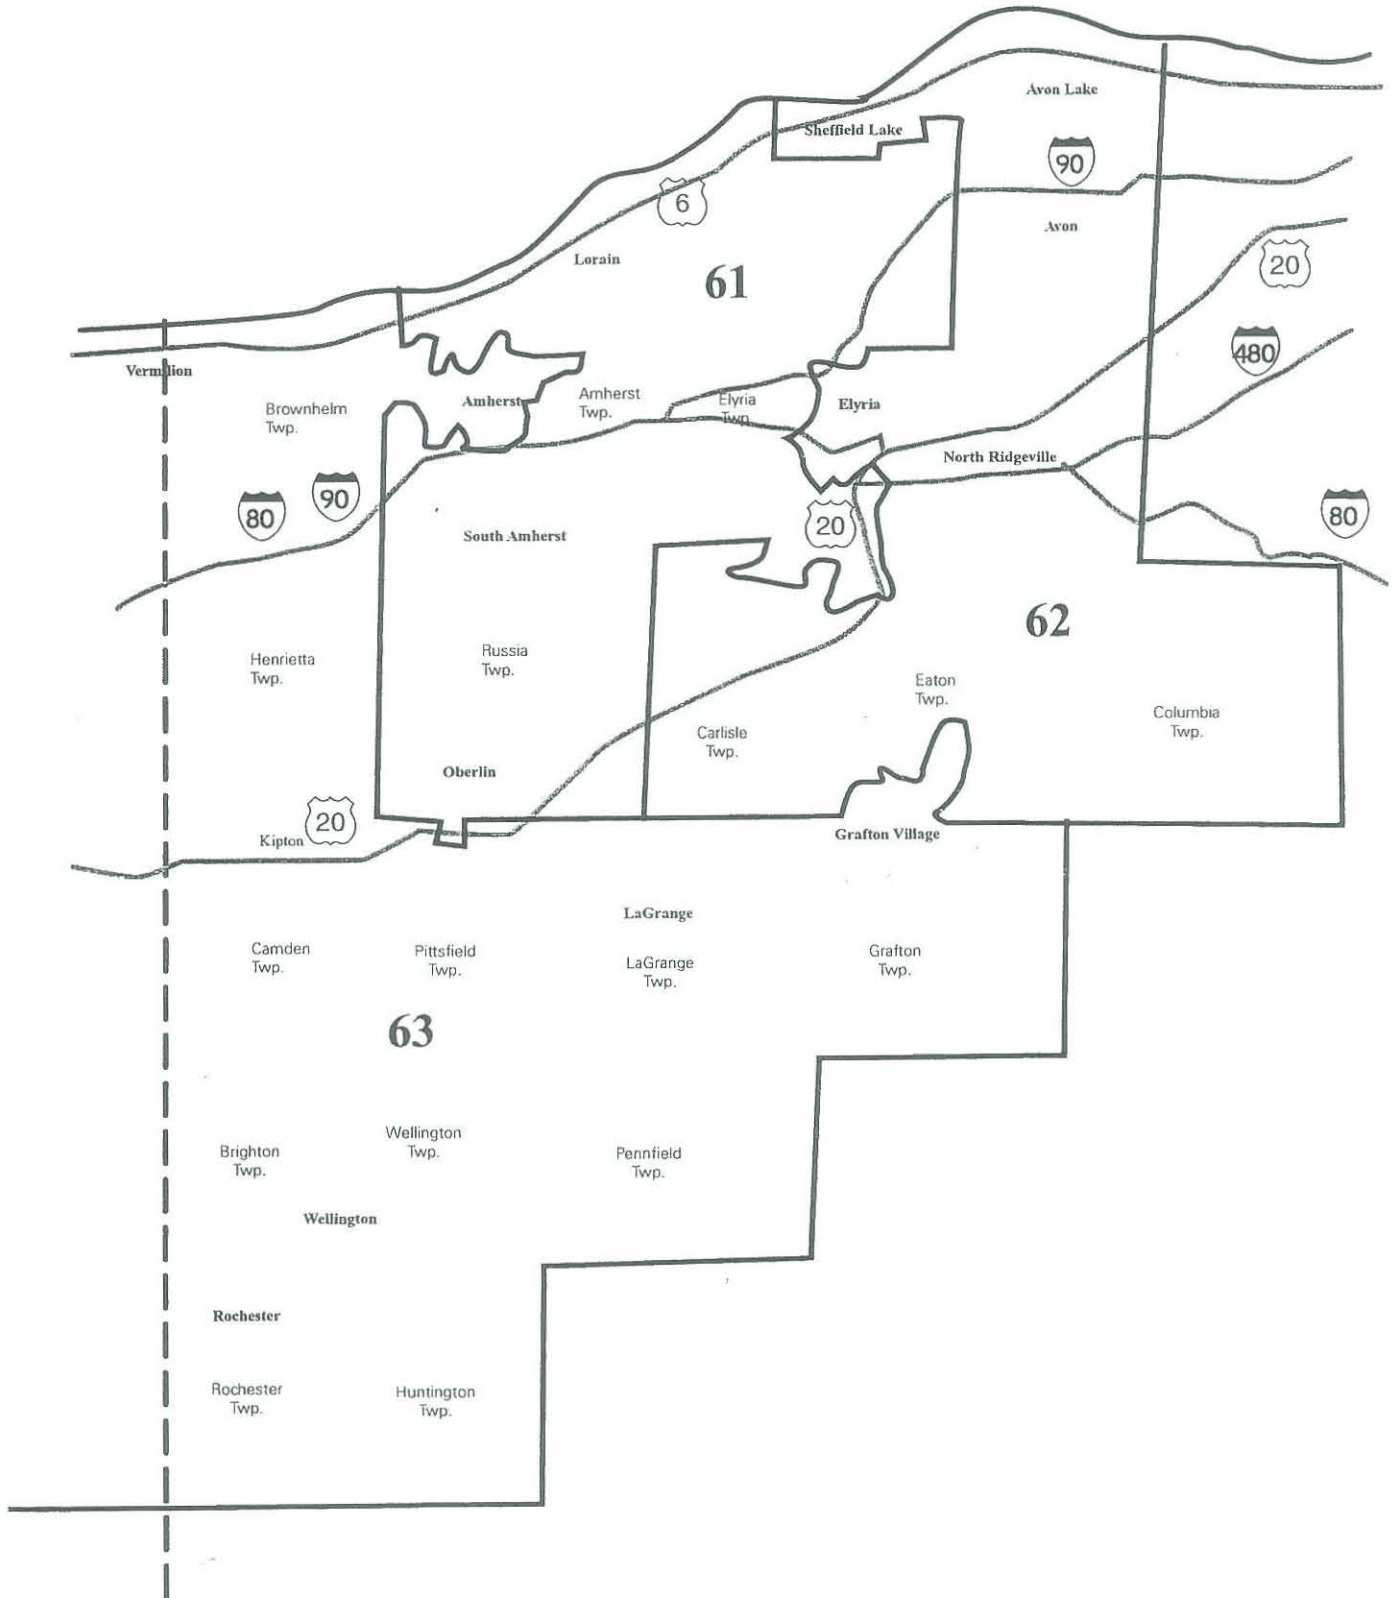 Avon Lake
Sheffield Lake
90
6
Avon
Lorain
61
20
480
Vermilion
Brownhelm
Twp.
Amherst
Amherst
Twp.
Elyria
Twp.
Elyria
North Ridgeville
80
90
20
80
South Amherst
62
Henrietta
Twp.
Russia
Twp.
Eaton
Twp.
Carlisle
Twp.
Columbia
Twp.
Oberlin
20
Kipton
Grafton Village
LaGrange
Camden
Twp.
Pittsfield
Twp.
LaGrange
Twp.
Grafton
Twp.
63
Brighton
Twp.
Wellington
Twp.
Pennfield
Twp.
Wellington
Rochester
Rochester
Twp.
Huntington
Twp.